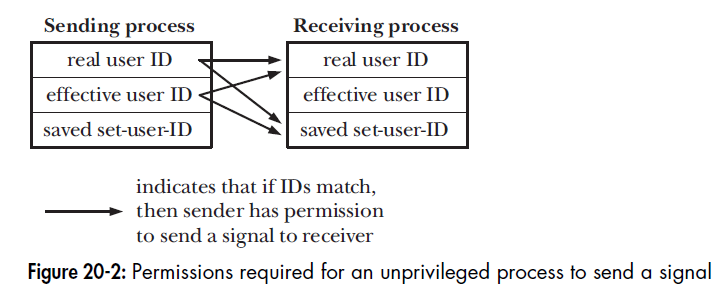 Sending process Receiving process
real user ID real user ID
effective user ID effective user ID
saved set-user-ID saved set-user-ID
indicates that if IDs match,
then sender has permission
to send a signal to receiver
Figure 20-2: Permissions required for an unprivileged process to send a signal